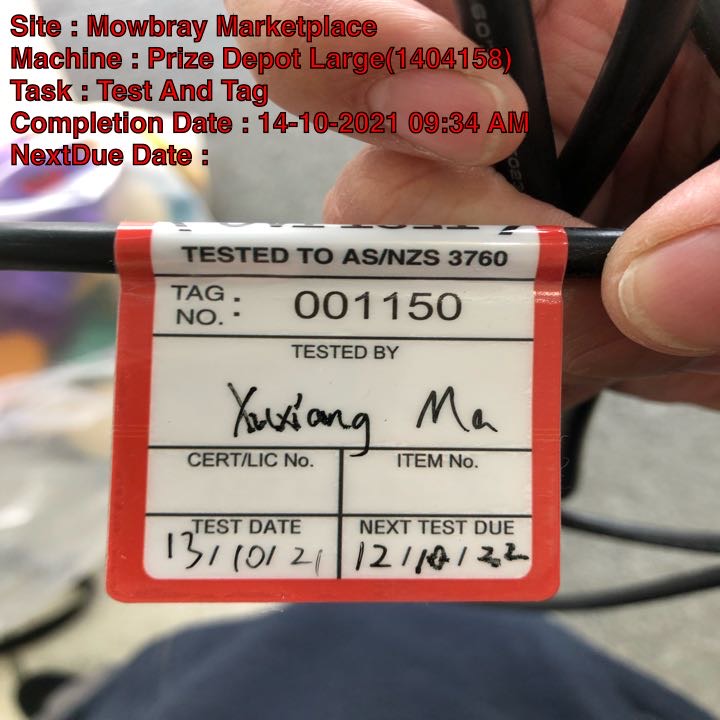 Site : Mowbray Marketplace
Machine : Prize Depot Large(1404158)
Task : Test And Tag
Completion Date : 14-10-2021 09:34 AM
NextDue Date :
TESTED TO AS/NZS 3760
TAG NO. : 001150
TESTED BY
Xuxiang Ma
CERT/LIC No. ITEM No.
TEST DATE NEXT TEST DUE
13/10/21 12/10/22